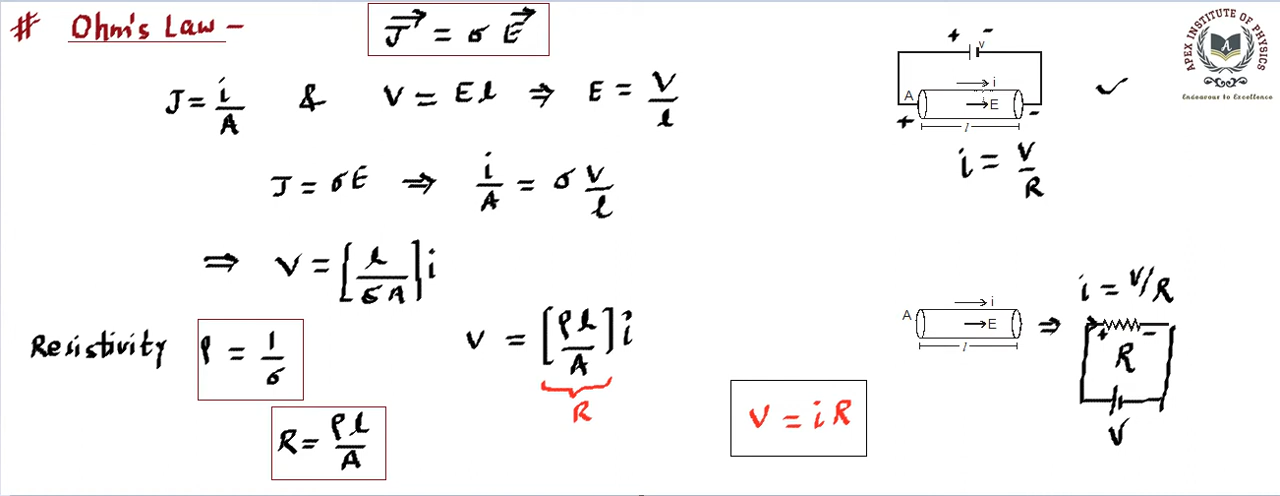 # Ohm's Law -
J⃗ = σ E⃗
J = i/A & V = El ⇒ E = V/l
J = σE ⇒ i/A = σ V/l
⇒ V = [l/σA] i
Resistivity ρ = 1/σ
V = [ρl/A] i
R
R = ρl/A
V = iR
+ -
V
i
A
E
+ -
l
i = V/R
i
A
E
l
⇒
i = V/R
+ -
R
V
APEX INSTITUTE OF PHYSICS
A
Endeavour to Excellence